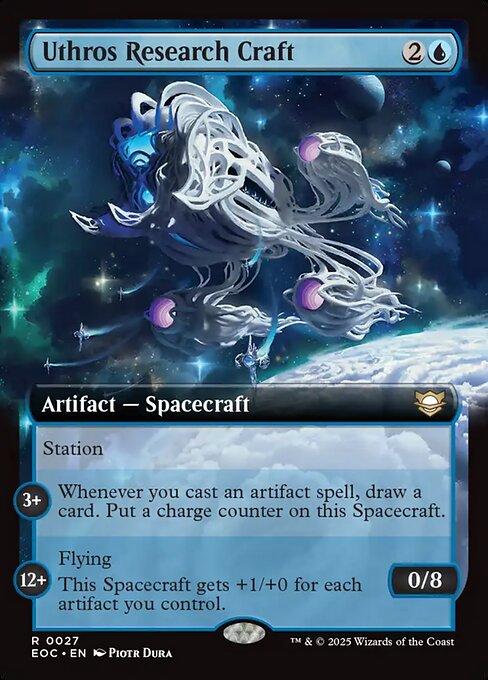 Uthros Research Craft 2
Artifact — Spacecraft
Station
3+
Whenever you cast an artifact spell, draw a
card. Put a charge counter on this Spacecraft.
12+
Flying
This Spacecraft gets +1/+0 for each
artifact you control.
0/8
R 0027
EOC • EN Piotr Dura
™ & © 2025 Wizards of the Coast